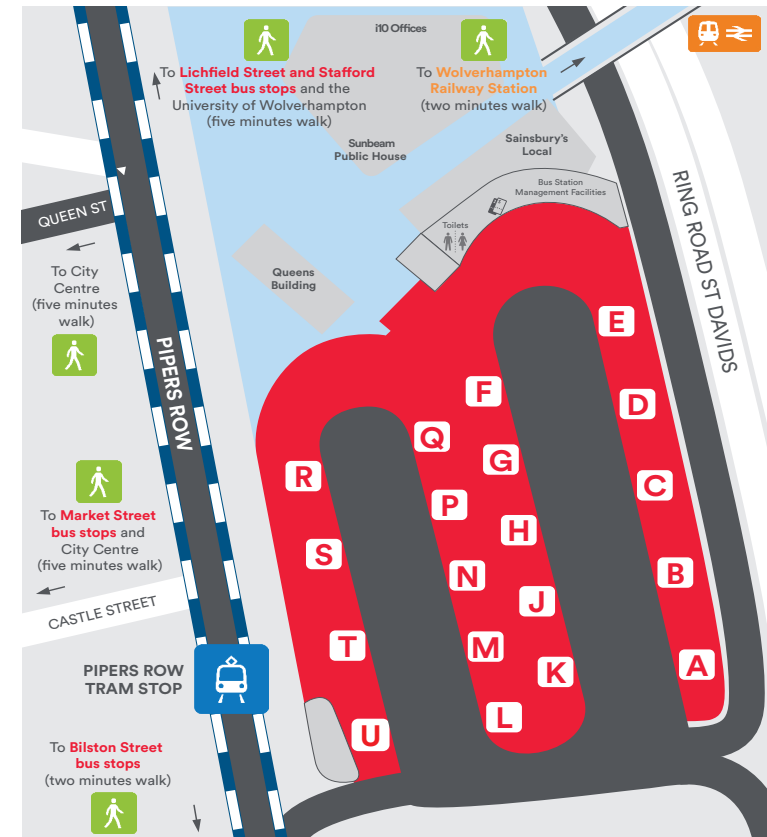 i10 Offices
To Lichfield Street and Stafford
Street bus stops and the
University of Wolverhampton
(five minutes walk)
To Wolverhampton
Railway Station
(two minutes walk)
Sunbeam
Public House
Sainsbury's
Local
Bus Station
Management Facilities
Toilets
RING ROAD ST DAVIDS
QUEEN ST
To City
Centre
(five minutes
walk)
Queens
Building
PIPERS ROW
E
D
C
B
A
F
G
H
J
K
L
M
N
P
Q
R
S
T
U
To Market Street
bus stops and
City Centre
(five minutes walk)
CASTLE STREET
PIPERS ROW
TRAM STOP
To Bilston Street
bus stops
(two minutes walk)